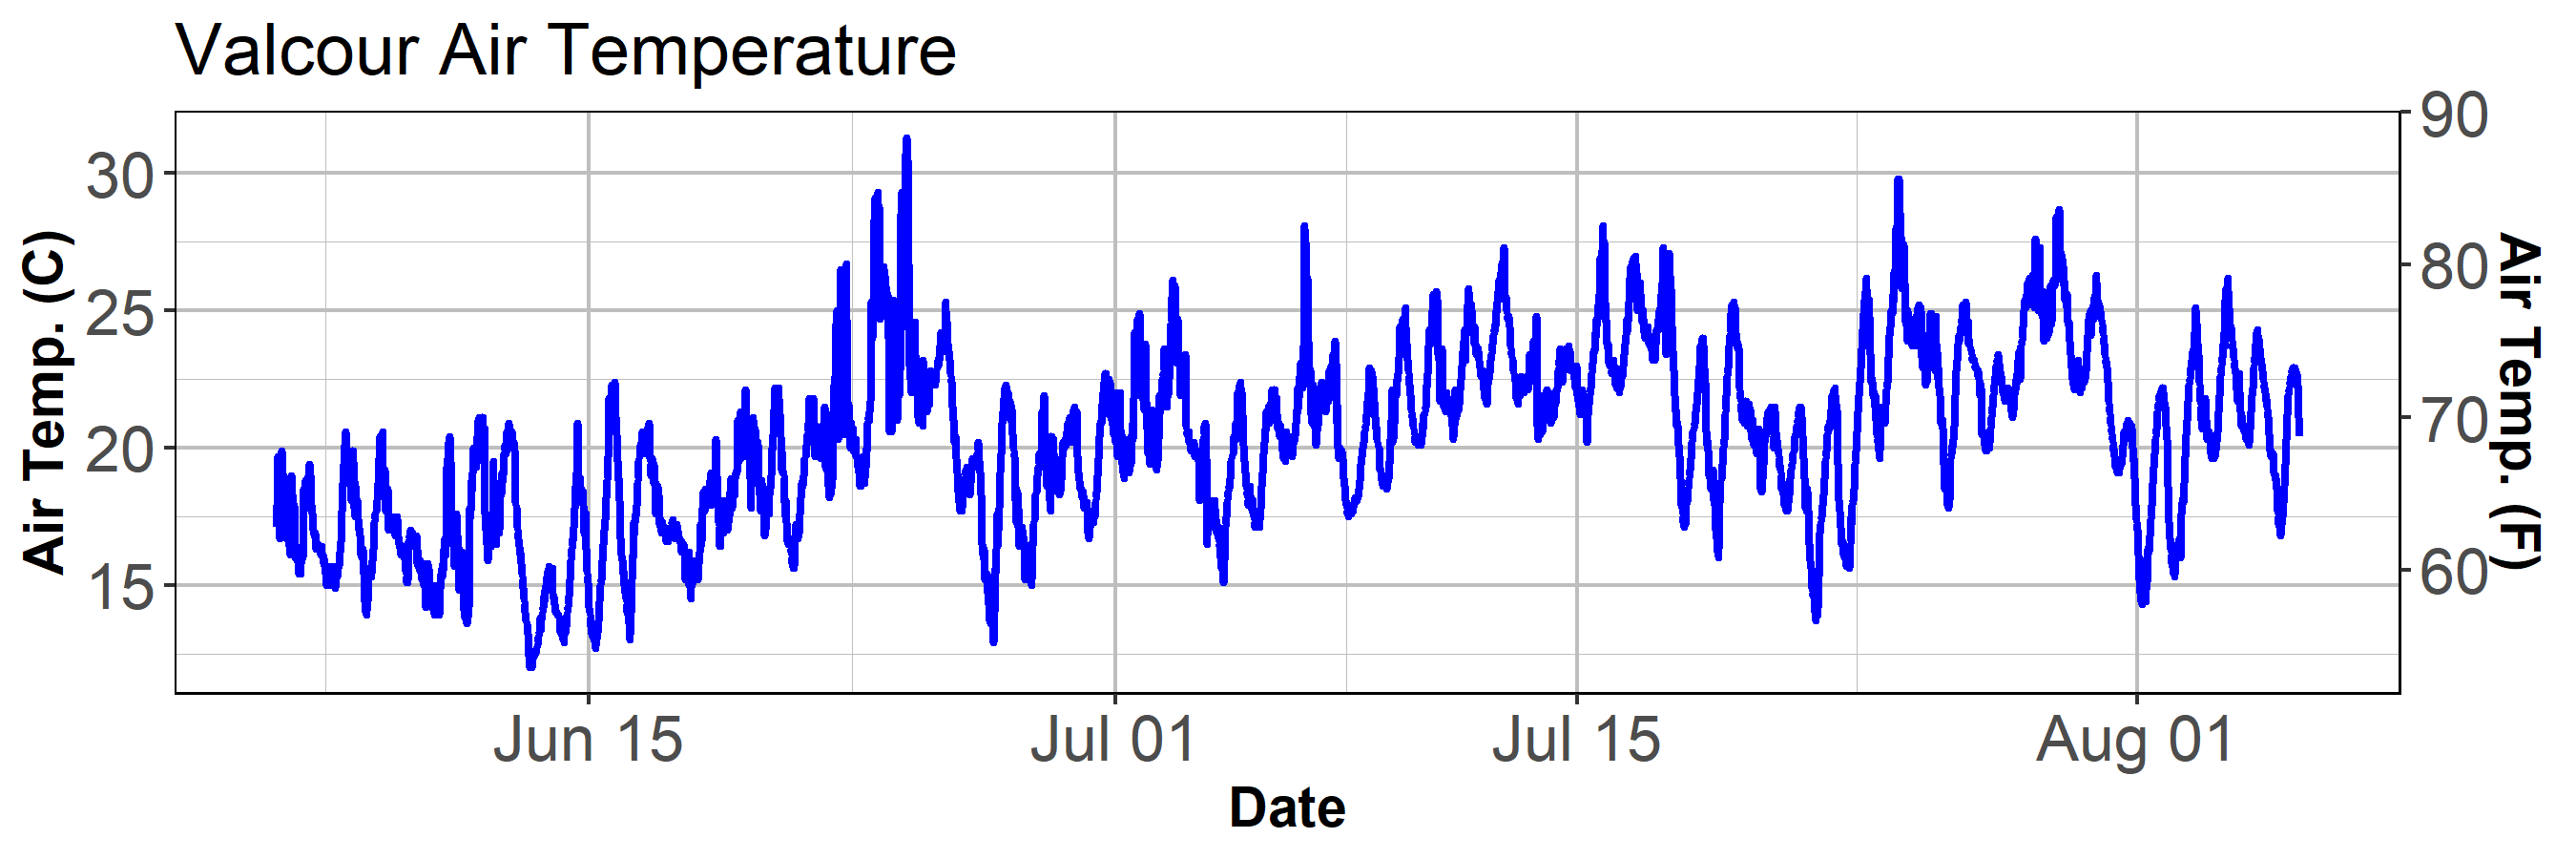 Valcour Air Temperature
Air Temp. (C)
30
25
20
15
90
80
70
60
Air Temp. (F)
Jun 15
Jul 01
Jul 15
Aug 01
Date